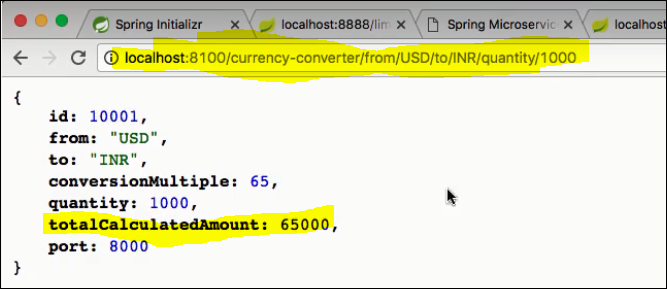 Spring Initializr
localhost:8888/lim
Spring Microservic
localho
localhost:8100/currency-converter/from/USD/to/INR/quantity/1000
{
id: 10001,
from: "USD",
to: "INR",
conversionMultiple: 65,
quantity: 1000,
totalCalculatedAmount: 65000,
port: 8000
}